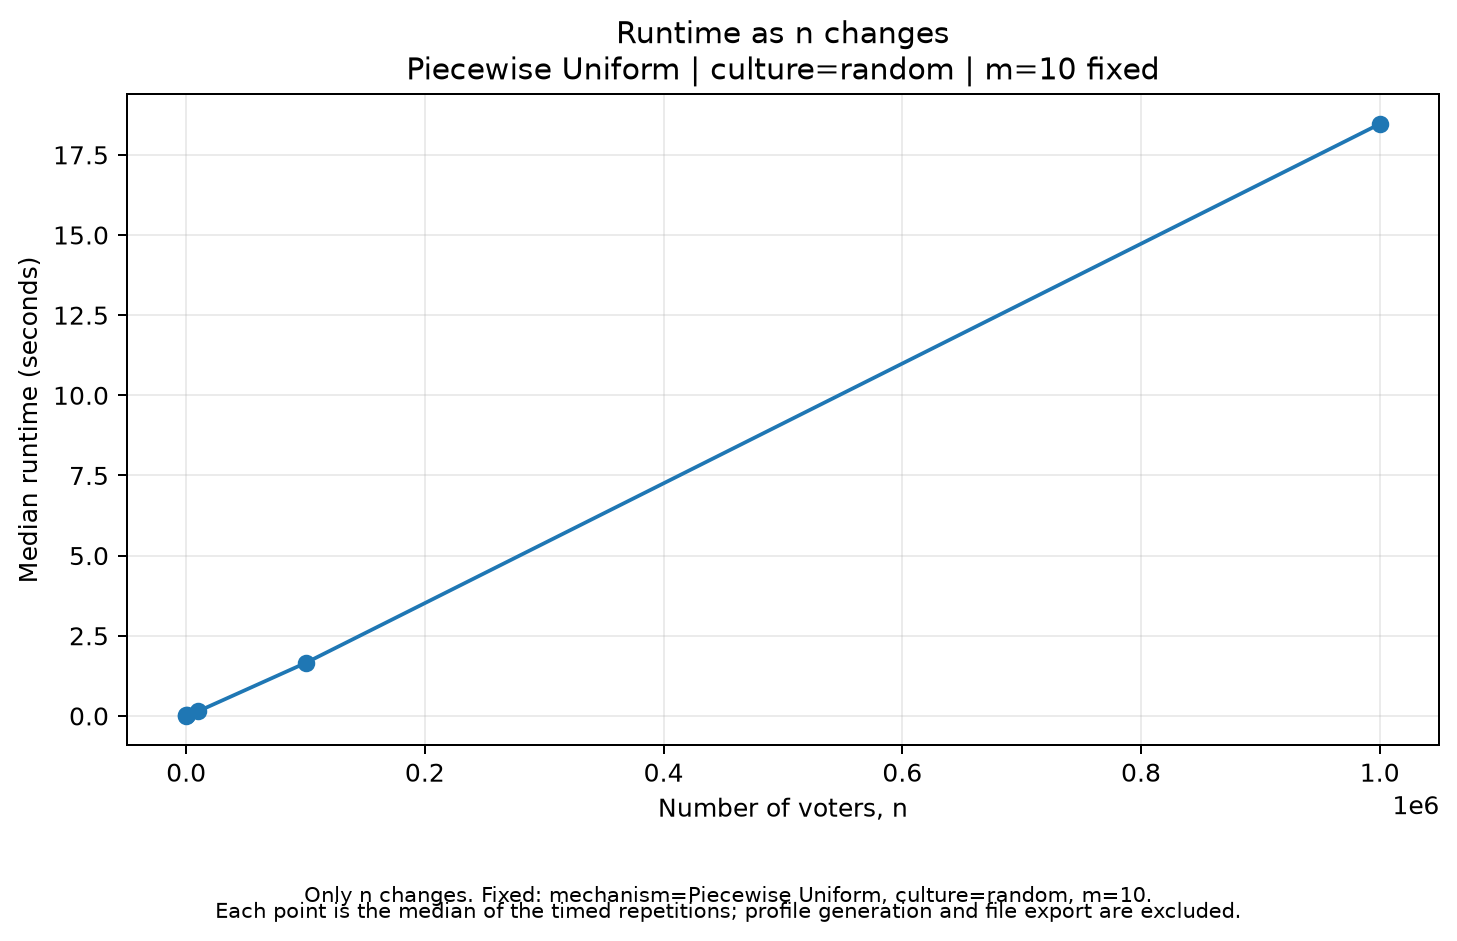 Runtime as n changes
Piecewise Uniform | culture=random | m=10 fixed
17.5
15.0
12.5
10.0
7.5
5.0
2.5
0.0
Median runtime (seconds)
0.0 0.2 0.4 0.6 0.8 1.0
Number of voters, n
1e6
Only n changes. Fixed: mechanism=Piecewise Uniform, culture=random, m=10.
Each point is the median of the timed repetitions; profile generation and file export are excluded.